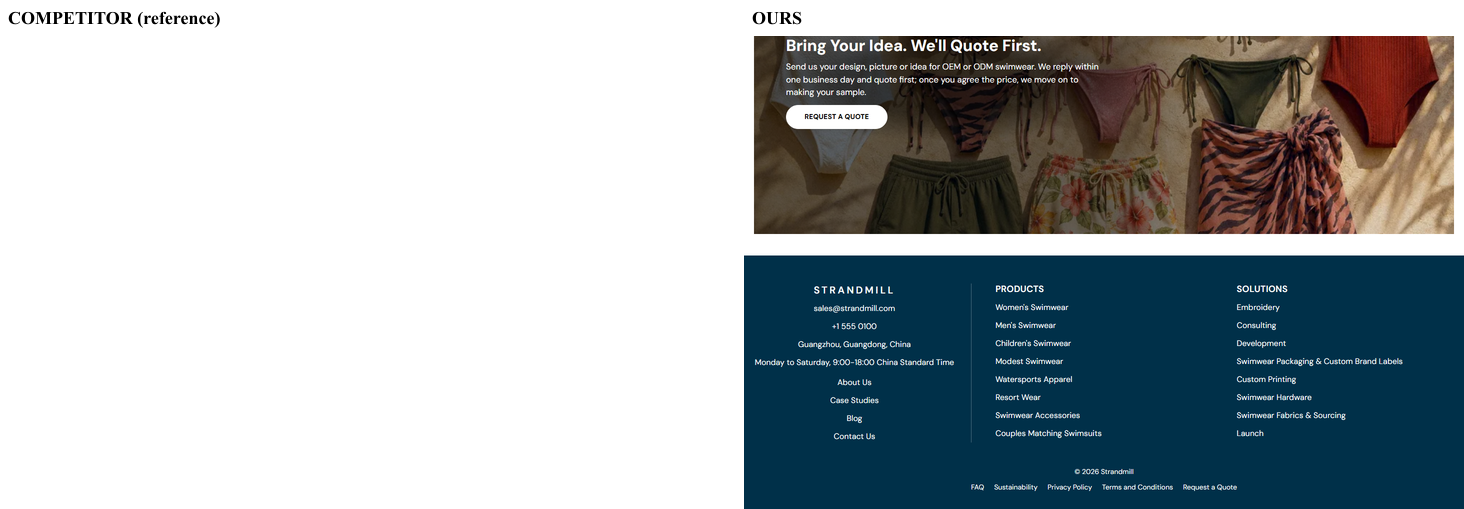 COMPETITOR (reference)
OURS
Bring Your Idea. We'll Quote First.
Send us your design, picture or idea for OEM or ODM swimwear. We reply within
one business day and quote first; once you agree the price, we move on to
making your sample.
REQUEST A QUOTE
STRANDMILL
sales@strandmill.com
+1 555 0100
Guangzhou, Guangdong, China
Monday to Saturday, 9:00-18:00 China Standard Time
About Us
Case Studies
Blog
Contact Us
PRODUCTS
Women's Swimwear
Men's Swimwear
Children's Swimwear
Modest Swimwear
Watersports Apparel
Resort Wear
Swimwear Accessories
Couples Matching Swimsuits
SOLUTIONS
Embroidery
Consulting
Development
Swimwear Packaging & Custom Brand Labels
Custom Printing
Swimwear Hardware
Swimwear Fabrics & Sourcing
Launch
© 2026 Strandmill
FAQ Sustainability Privacy Policy Terms and Conditions Request a Quote